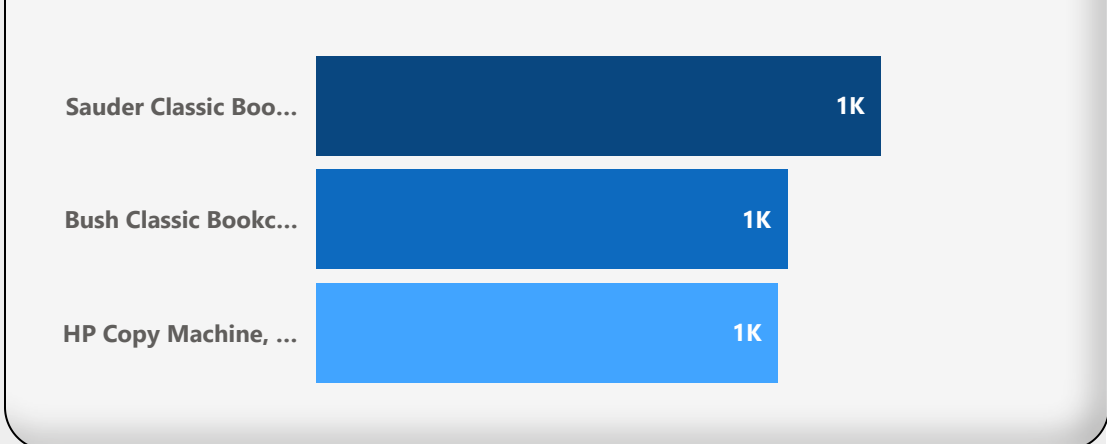 Sauder Classic Boo... 1K
Bush Classic Bookc... 1K
HP Copy Machine, ... 1K